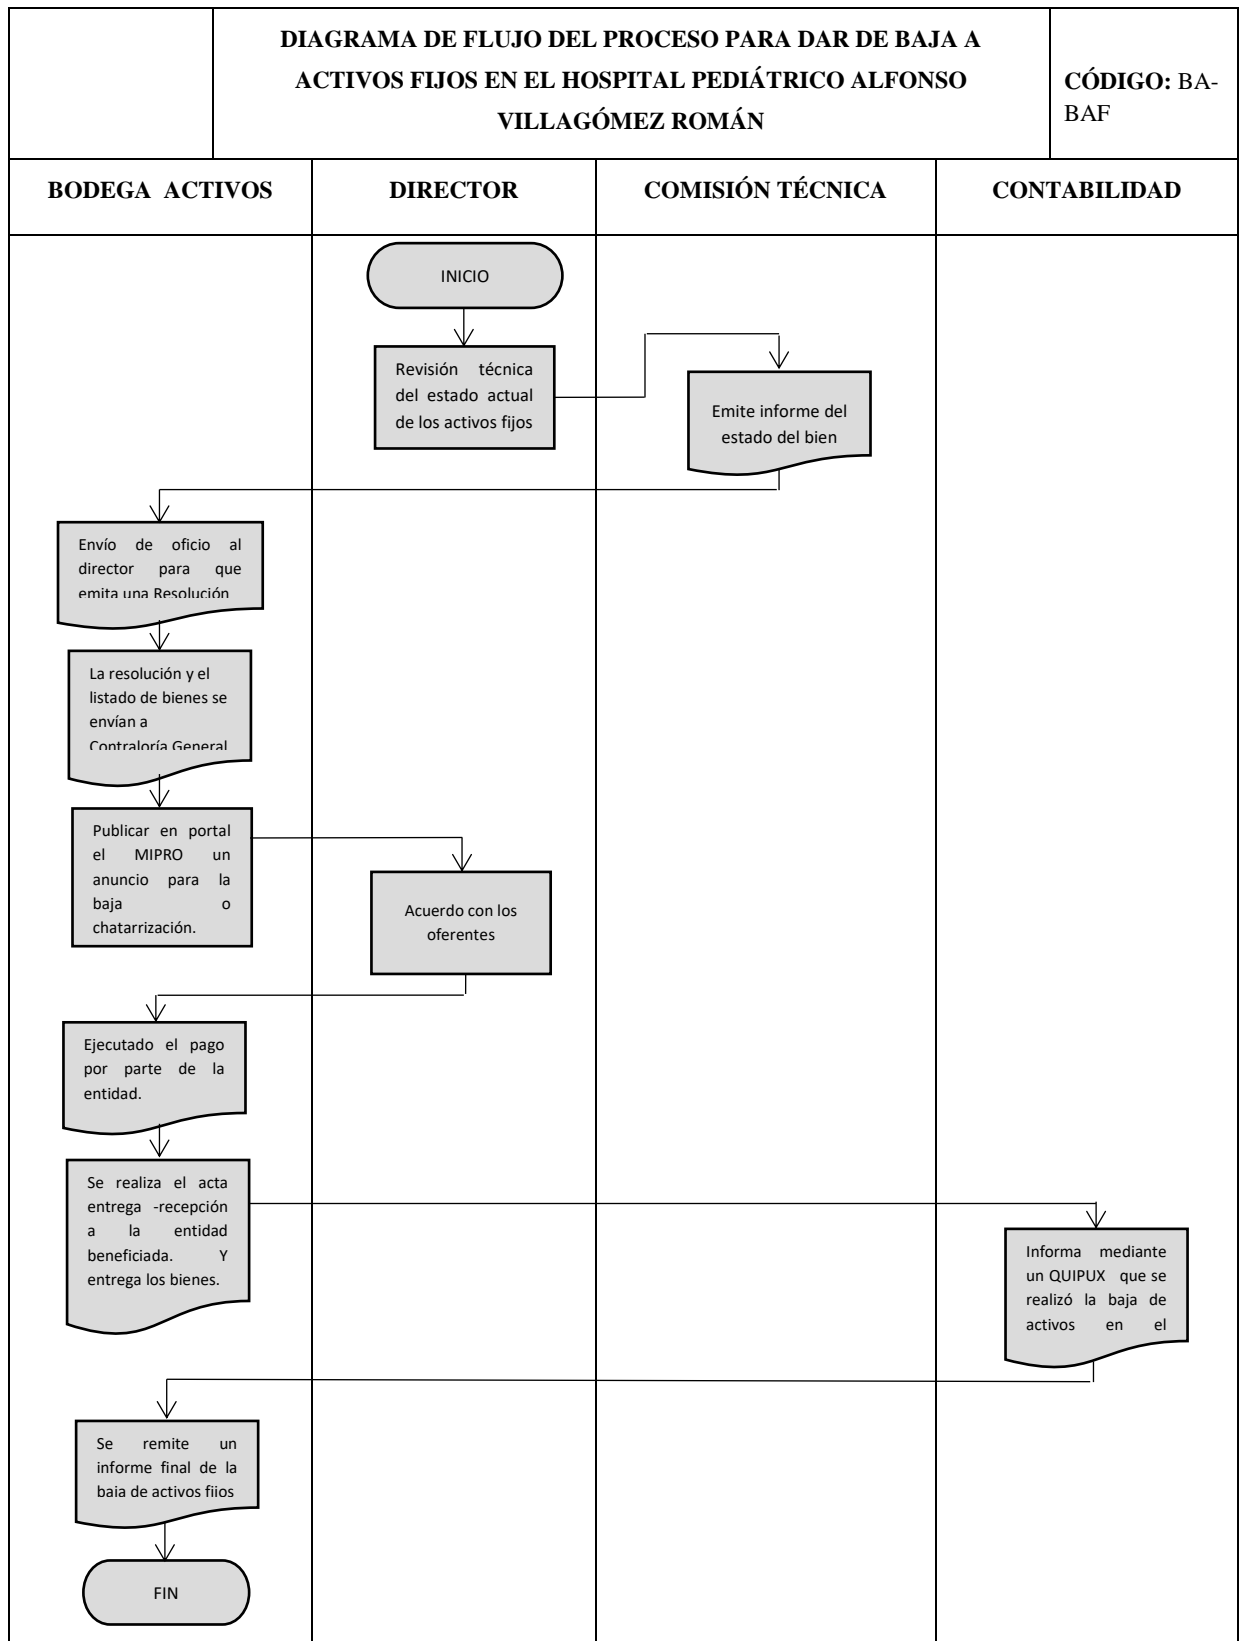 DIAGRAMA DE FLUJO DEL PROCESO PARA DAR DE BAJA A
ACTIVOS FIJOS EN EL HOSPITAL PEDIÁTRICO ALFONSO
VILLAGÓMEZ ROMÁN
CÓDIGO: BA-
BAF
BODEGA ACTIVOS
DIRECTOR
COMISIÓN TÉCNICA
CONTABILIDAD
INICIO
Revisión técnica
del estado actual
de los activos fijos
Emite informe del
estado del bien
Envío de oficio al
director para que
emita una Resolución
La resolución y el
listado de bienes se
envían a
Contraloría General
Publicar en portal
el MIPRO un
anuncio para la
baja o
chatarrización.
Acuerdo con los
oferentes
Ejecutado el pago
por parte de la
entidad.
Se realiza el acta
entrega -recepción
a la entidad
beneficiada. Y
entrega los bienes.
Informa mediante
un QUIPUX que se
realizó la baja de
activos en el
Se remite un
informe final de la
baja de activos fijos
FIN